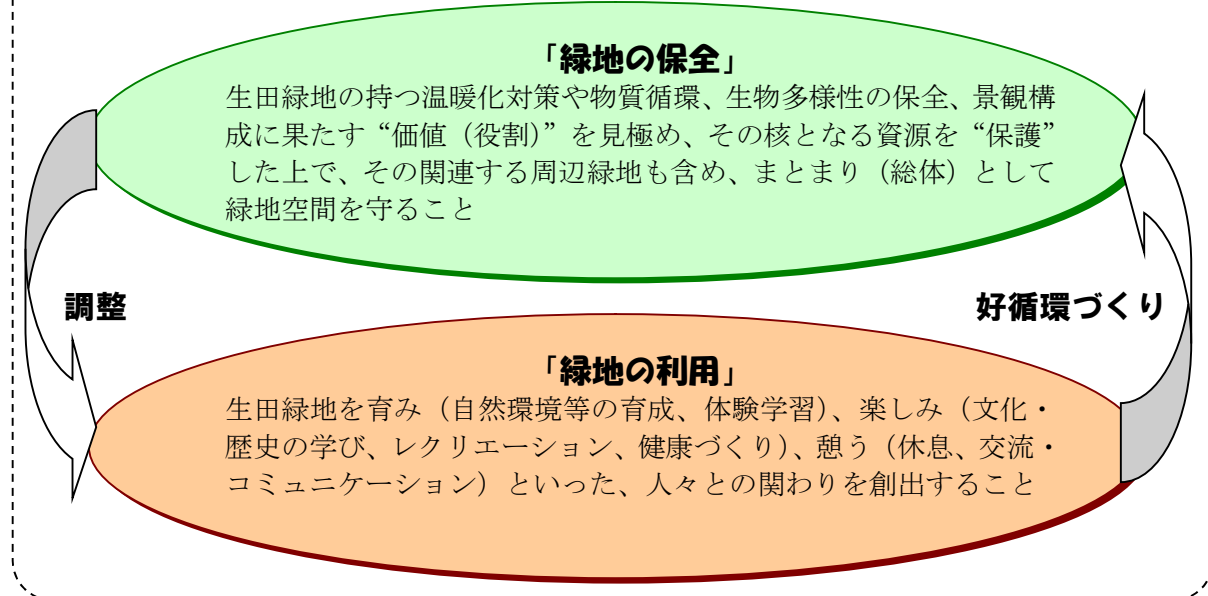 「緑地の保全」
生田緑地の持つ温暖化対策や物質循環、生物多様性の保全、景観構
成に果たす“価値（役割）”を見極め、その核となる資源を“保護”
した上で、その関連する周辺緑地も含め、まとまり（総体）として
緑地空間を守ること
調整
好循環づくり
「緑地の利用」
生田緑地を育み（自然環境等の育成、体験学習）、楽しみ（文化・
歴史の学び、レクリエーション、健康づくり）、憩う（休息、交流・
コミュニケーション）といった、人々との関わりを創出すること